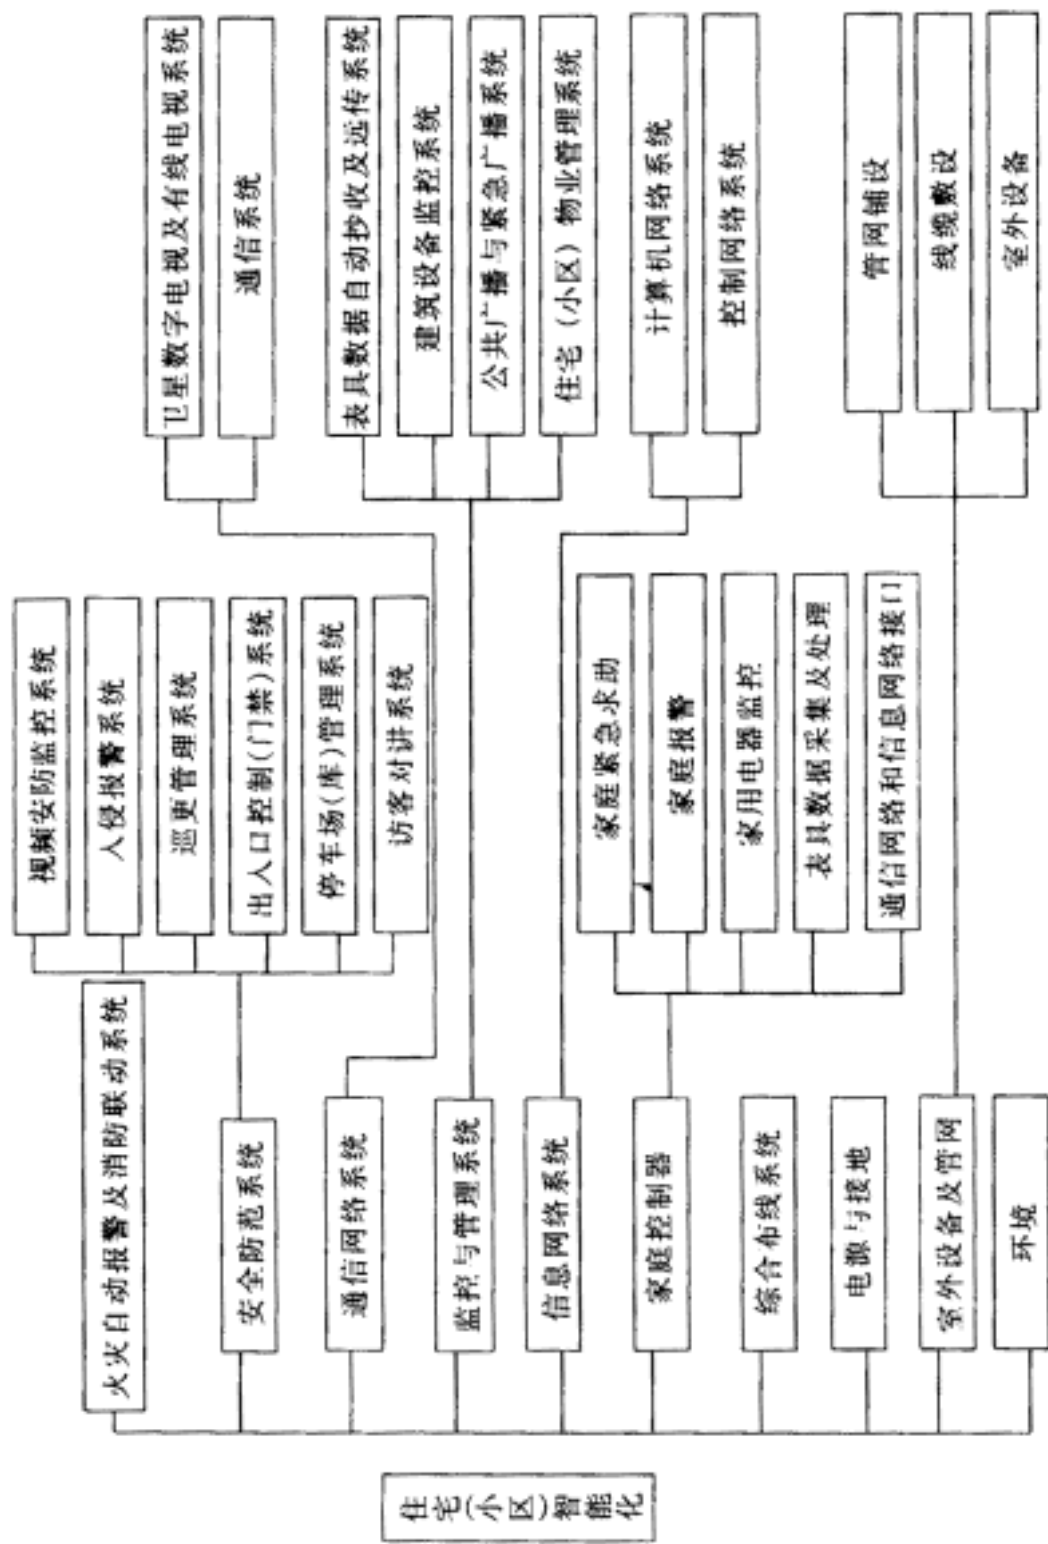 住宅(小区)智能化
火灾自动报警及消防联动系统
安全防范系统
视频安防监控系统
入侵报警系统
巡更管理系统
出入口控制(门禁)系统
停车场(库)管理系统
访客对讲系统
通信网络系统
卫星数字电视及有线电视系统
通信系统
监控与管理系统
表具数据自动抄收及远传系统
建筑设备监控系统
公共广播与紧急广播系统
住宅(小区)物业管理系统
信息网络系统
计算机网络系统
控制网络系统
家庭控制器
家庭紧急求助
家庭报警
家用电器监控
表具数据采集及处理
通信网络和信息网络接口
综合布线系统
电源与接地
室外设备及管网
管网铺设
线缆敷设
室外设备
环境